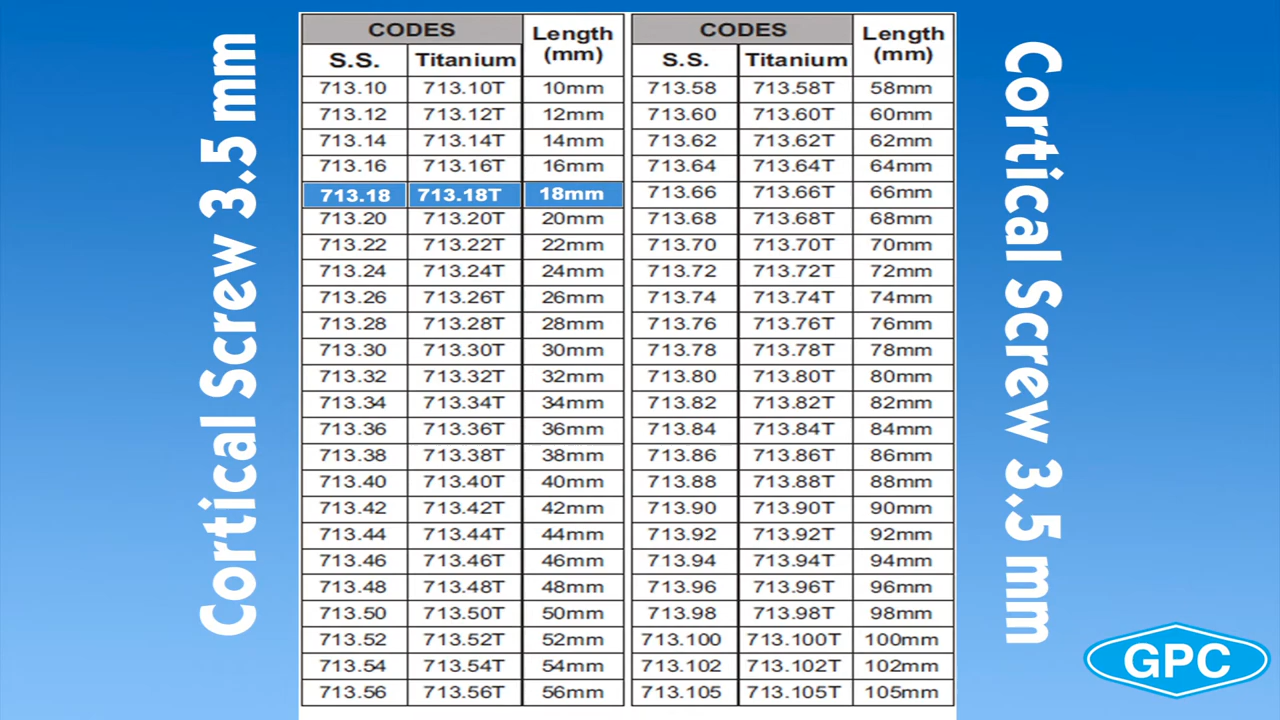 Cortical Screw 3.5 mm
CODES Length (mm)
S.S. Titanium
713.10 713.10T 10mm
713.12 713.12T 12mm
713.14 713.14T 14mm
713.16 713.16T 16mm
713.18 713.18T 18mm
713.20 713.20T 20mm
713.22 713.22T 22mm
713.24 713.24T 24mm
713.26 713.26T 26mm
713.28 713.28T 28mm
713.30 713.30T 30mm
713.32 713.32T 32mm
713.34 713.34T 34mm
713.36 713.36T 36mm
713.38 713.38T 38mm
713.40 713.40T 40mm
713.42 713.42T 42mm
713.44 713.44T 44mm
713.46 713.46T 46mm
713.48 713.48T 48mm
713.50 713.50T 50mm
713.52 713.52T 52mm
713.54 713.54T 54mm
713.56 713.56T 56mm
CODES Length (mm)
S.S. Titanium
713.58 713.58T 58mm
713.60 713.60T 60mm
713.62 713.62T 62mm
713.64 713.64T 64mm
713.66 713.66T 66mm
713.68 713.68T 68mm
713.70 713.70T 70mm
713.72 713.72T 72mm
713.74 713.74T 74mm
713.76 713.76T 76mm
713.78 713.78T 78mm
713.80 713.80T 80mm
713.82 713.82T 82mm
713.84 713.84T 84mm
713.86 713.86T 86mm
713.88 713.88T 88mm
713.90 713.90T 90mm
713.92 713.92T 92mm
713.94 713.94T 94mm
713.96 713.96T 96mm
713.98 713.98T 98mm
713.100 713.100T 100mm
713.102 713.102T 102mm
713.105 713.105T 105mm
Cortical Screw 3.5 mm
GPC